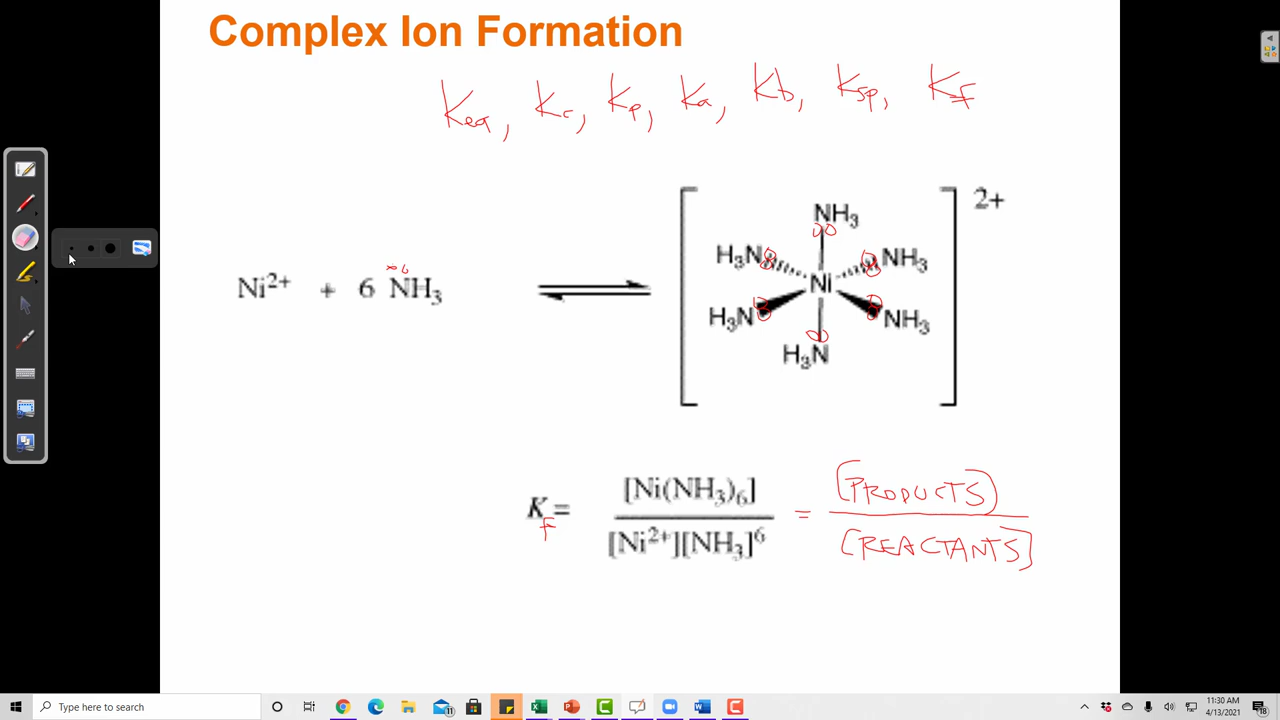 Complex Ion Formation
Keq, Kc, Kp, Ka, Kb, Ksp, Kf
Ni²⁺ + 6 NH₃
2+
NH₃
H₃N NH₃
Ni
H₃N NH₃
H₃N
K f = [Ni(NH₃)₆] = [PRODUCTS]
[Ni²⁺][NH₃]⁶ [REACTANTS]
Type here to search
11
11:30 AM
4/13/2021
18